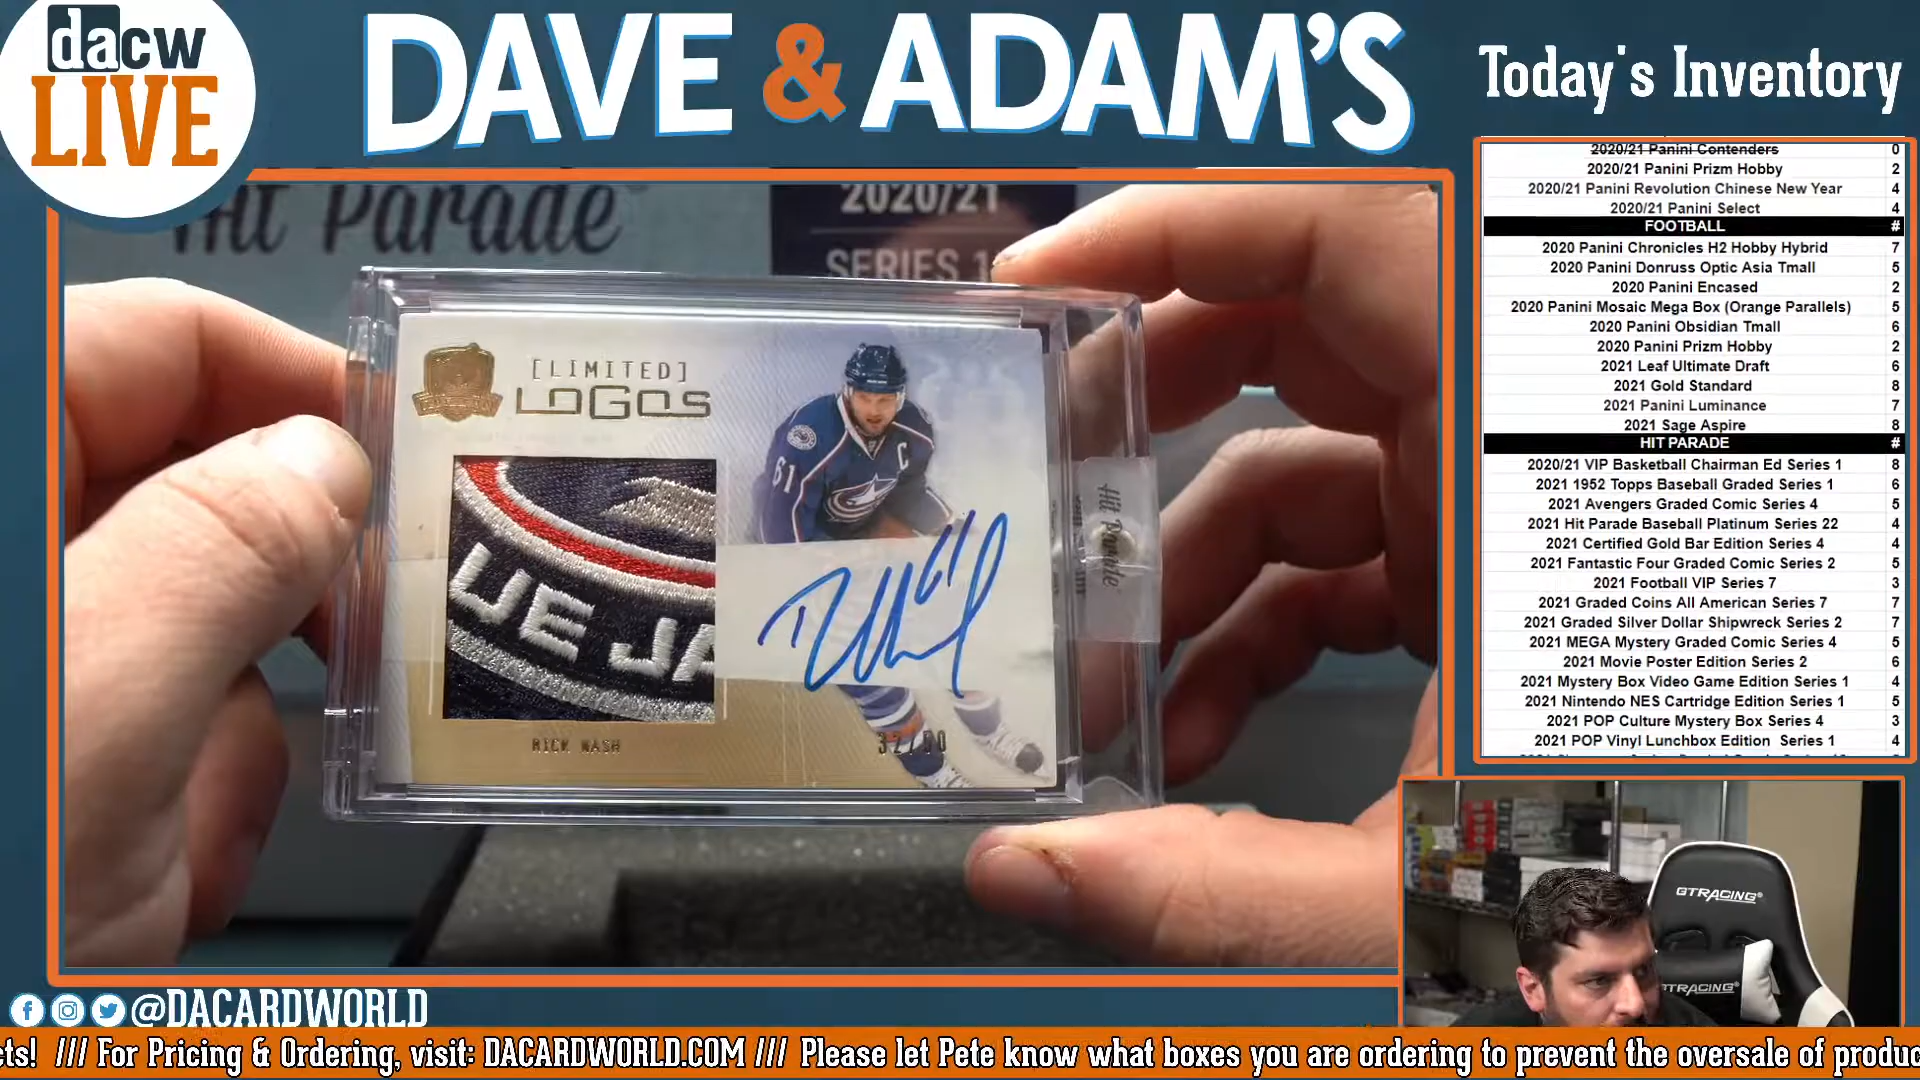 dacw
LIVE
DAVE & ADAM'S
Today's Inventory
2020/21 Panini Contenders 0
2020/21 Panini Prizm Hobby 2
2020/21 Panini Revolution Chinese New Year 4
2020/21 Panini Select 4
FOOTBALL #
2020 Panini Chronicles H2 Hobby Hybrid 7
2020 Panini Donruss Optic Asia Tmall 5
2020 Panini Encased 2
2020 Panini Mosaic Mega Box (Orange Parallels) 5
2020 Panini Obsidian Tmall 6
2020 Panini Prizm Hobby 2
2021 Leaf Ultimate Draft 6
2021 Gold Standard 8
2021 Panini Luminance 7
2021 Sage Aspire 8
HIT PARADE #
2020/21 VIP Basketball Chairman Ed Series 1 8
2021 1952 Topps Baseball Graded Series 1 6
2021 Avengers Graded Comic Series 4 5
2021 Hit Parade Baseball Platinum Series 22 4
2021 Certified Gold Bar Edition Series 4 4
2021 Fantastic Four Graded Comic Series 2 5
2021 Football VIP Series 7 3
2021 Graded Coins All American Series 7 7
2021 Graded Silver Dollar Shipwreck Series 2 7
2021 MEGA Mystery Graded Comic Series 4 5
2021 Movie Poster Edition Series 2 6
2021 Mystery Box Video Game Edition Series 1 4
2021 Nintendo NES Cartridge Edition Series 1 5
2021 POP Culture Mystery Box Series 4 3
2021 POP Vinyl Lunchbox Edition Series 1 4
Hit Parade
2020/21
SERIES 1
[LIMITED]
LOGOS
61
C
UE JA
RICK NASH
Hit Parade
GTRACING
GTRACING
@DACARDWORLD
ets! /// For Pricing & Ordering, visit: DACARDWORLD.COM /// Please let Pete know what boxes you are ordering to prevent the oversale of produc